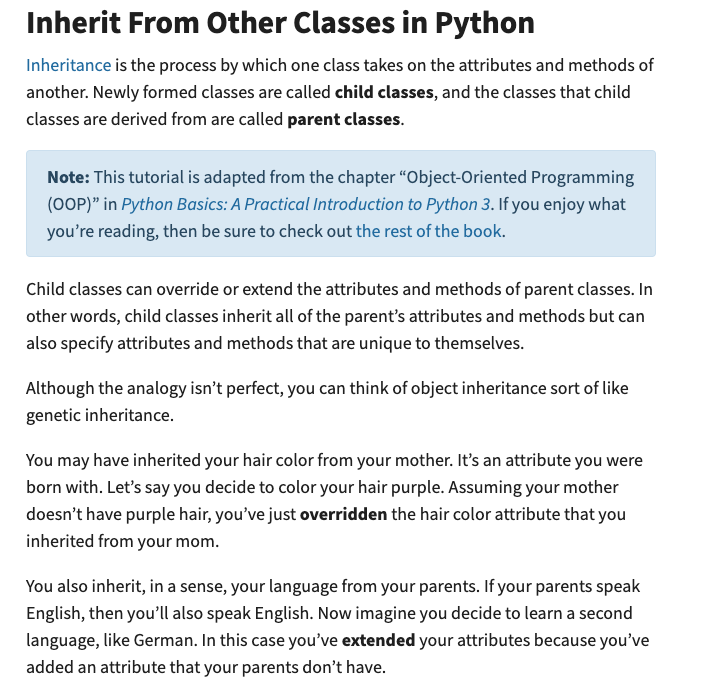 Inherit From Other Classes in Python
Inheritance is the process by which one class takes on the attributes and methods of
another. Newly formed classes are called child classes, and the classes that child
classes are derived from are called parent classes.
Note: This tutorial is adapted from the chapter “Object-Oriented Programming
(OOP)” in Python Basics: A Practical Introduction to Python 3. If you enjoy what
you’re reading, then be sure to check out the rest of the book.
Child classes can override or extend the attributes and methods of parent classes. In
other words, child classes inherit all of the parent’s attributes and methods but can
also specify attributes and methods that are unique to themselves.
Although the analogy isn’t perfect, you can think of object inheritance sort of like
genetic inheritance.
You may have inherited your hair color from your mother. It’s an attribute you were
born with. Let’s say you decide to color your hair purple. Assuming your mother
doesn’t have purple hair, you’ve just overridden the hair color attribute that you
inherited from your mom.
You also inherit, in a sense, your language from your parents. If your parents speak
English, then you’ll also speak English. Now imagine you decide to learn a second
language, like German. In this case you’ve extended your attributes because you’ve
added an attribute that your parents don’t have.